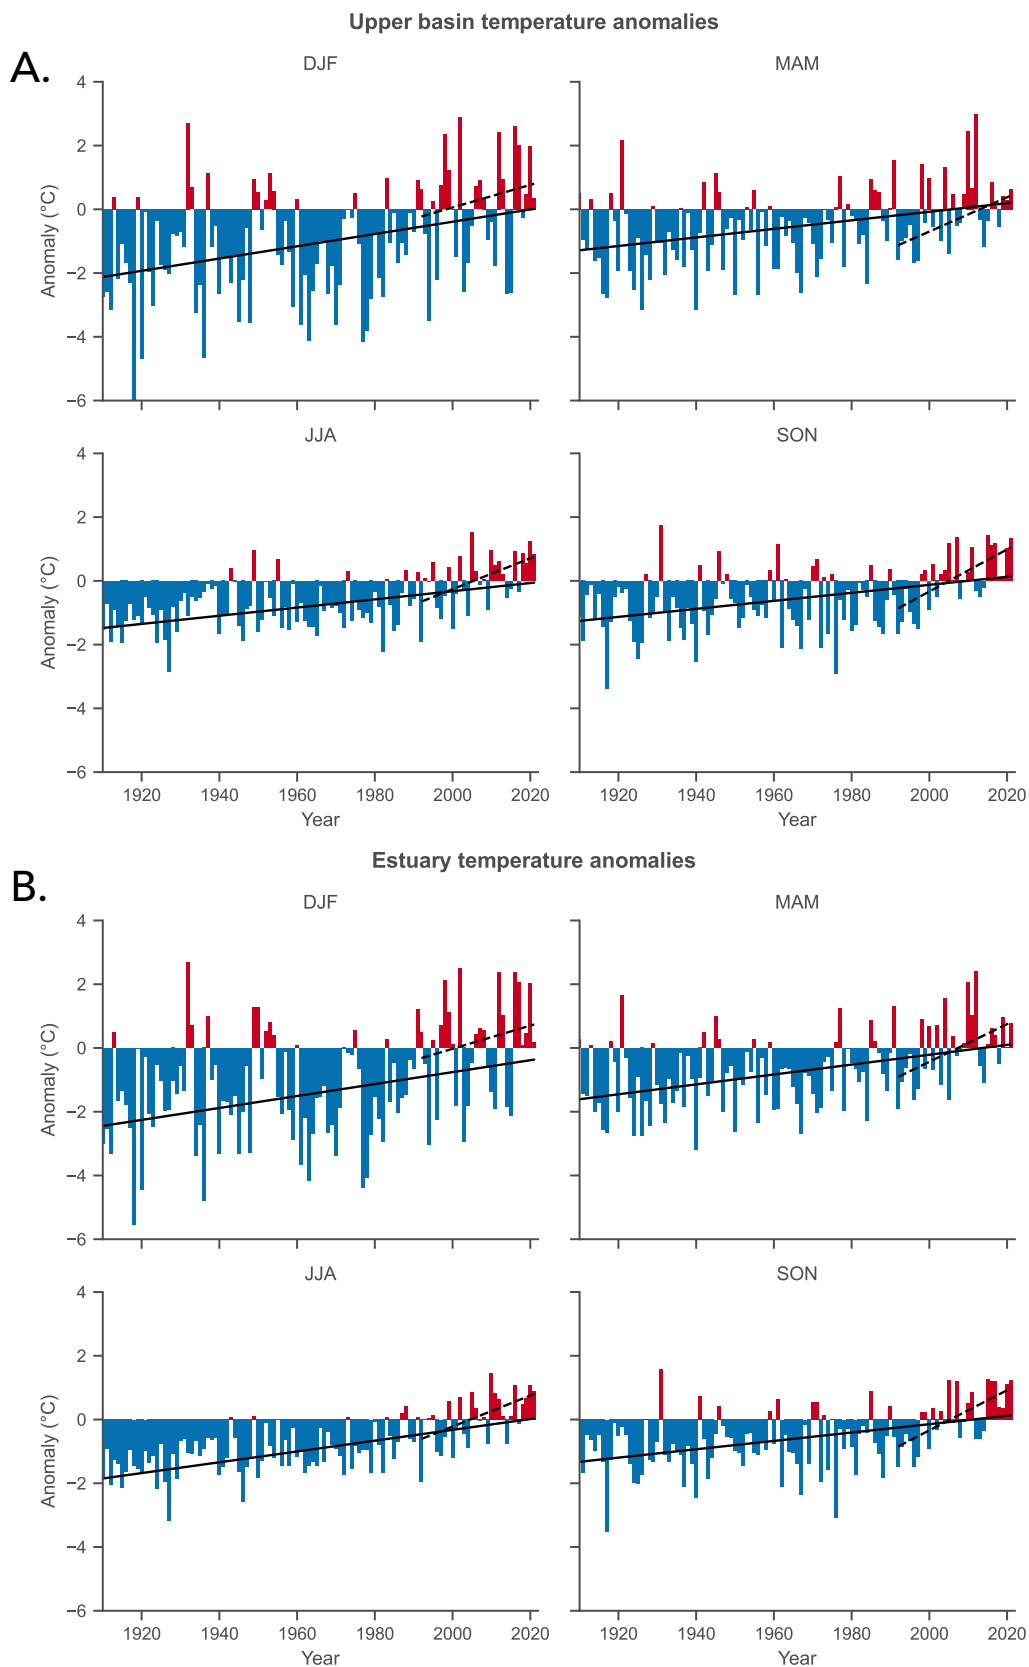 Upper basin temperature anomalies
A.
DJF
MAM
4
2
0
−2
−4
−6
Anomaly (°C)
JJA
SON
4
2
0
−2
−4
−6
Anomaly (°C)
1920 1940 1960 1980 2000 2020
1920 1940 1960 1980 2000 2020
Year
Year
Estuary temperature anomalies
B.
DJF
MAM
4
2
0
−2
−4
−6
Anomaly (°C)
JJA
SON
4
2
0
−2
−4
−6
Anomaly (°C)
1920 1940 1960 1980 2000 2020
1920 1940 1960 1980 2000 2020
Year
Year